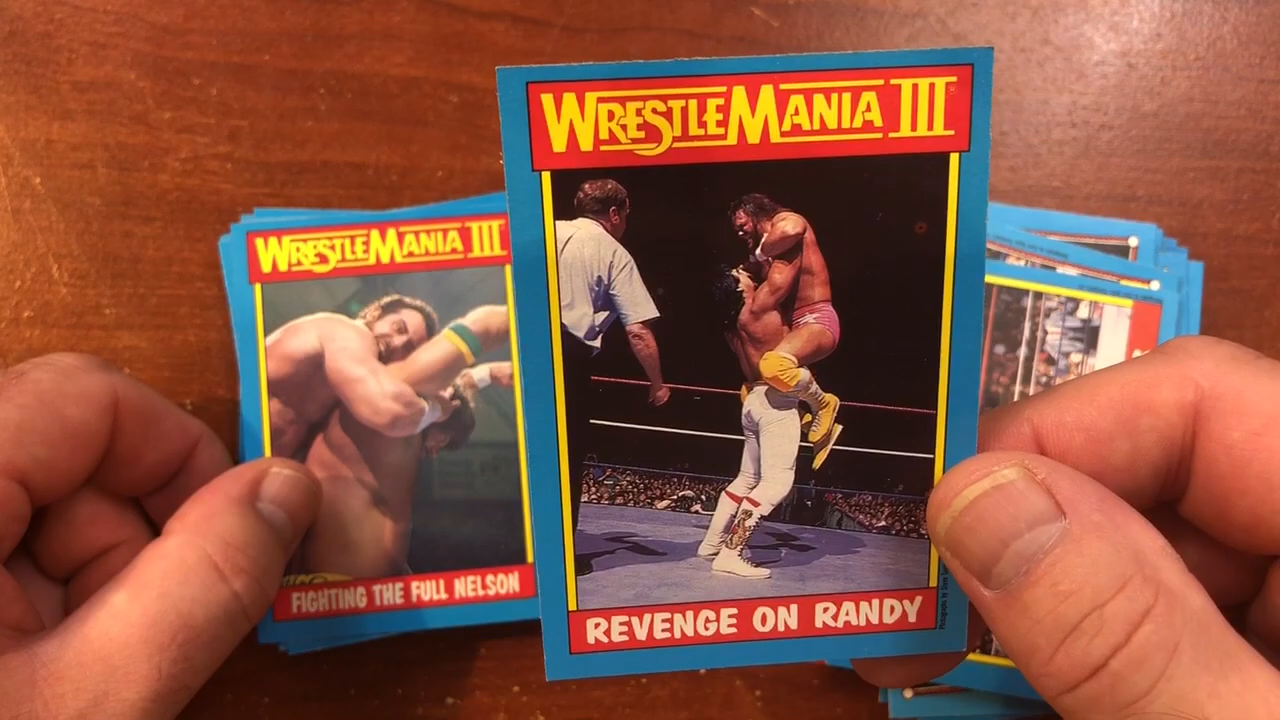 WRESTLEMANIA III
FIGHTING THE FULL NELSON
WRESTLEMANIA III
REVENGE ON RANDY